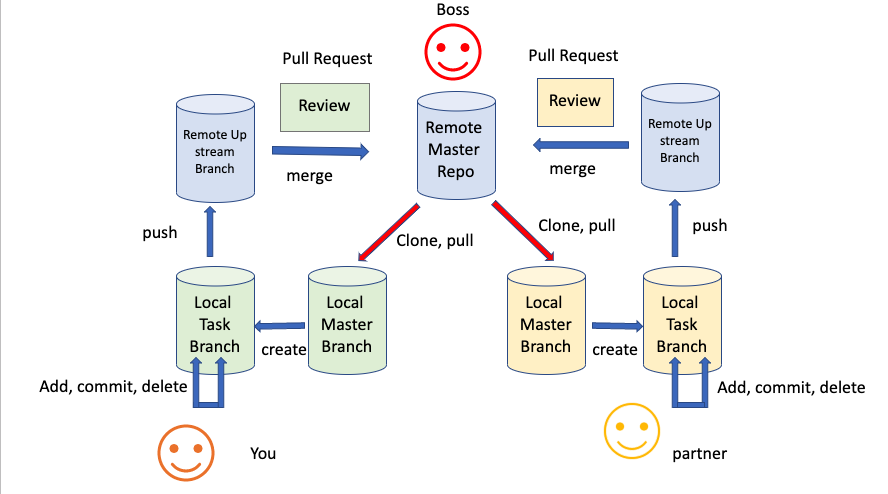 Boss
Pull Request
Pull Request
Review
Review
Remote Up
stream
Branch
Remote
Master
Repo
Remote Up
stream
Branch
merge
merge
push
Clone, pull
Clone, pull
push
Local
Task
Branch
Local
Master
Branch
Local
Master
Branch
Local
Task
Branch
create
create
Add, commit, delete
Add, commit, delete
You
partner